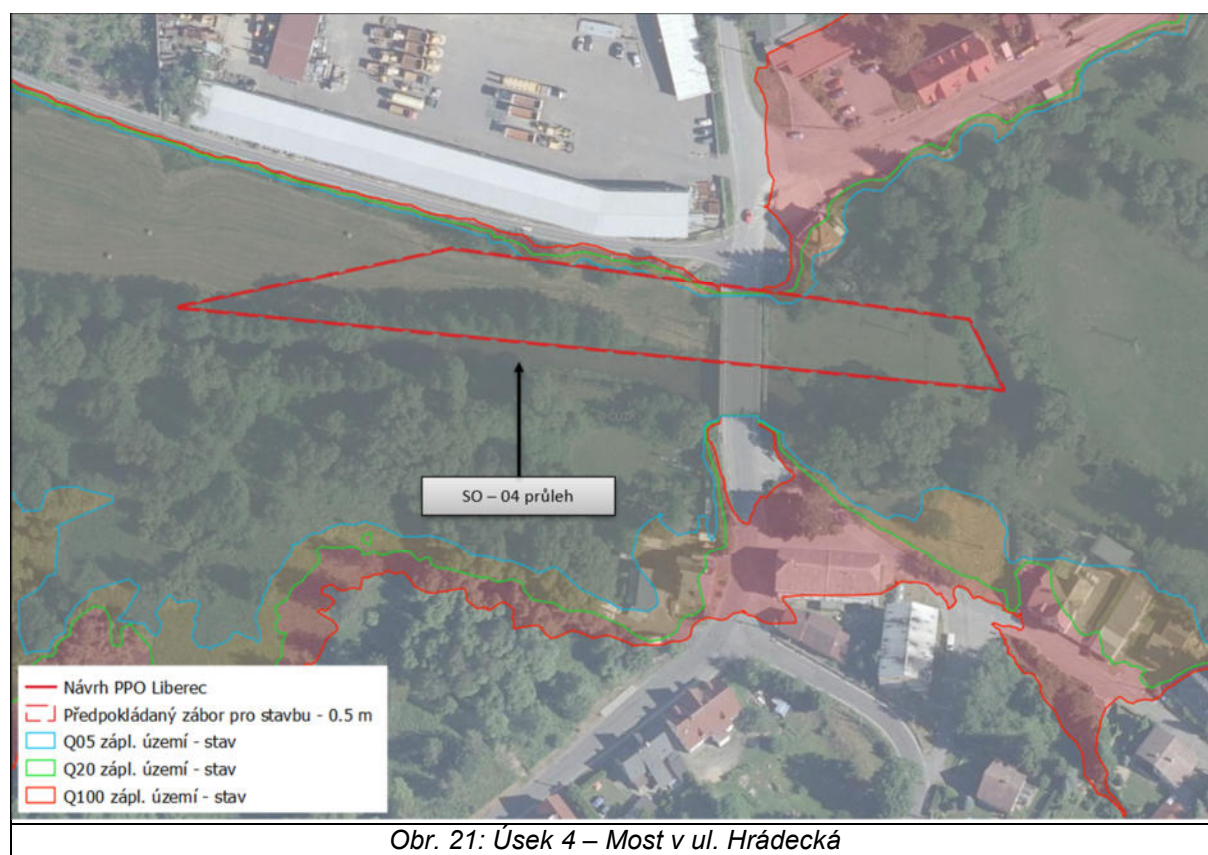 SO – 04 průleh
Návrh PPO Liberec
Předpokládaný zábor pro stavbu - 0.5 m
Q05 zápl. území - stav
Q20 zápl. území - stav
Q100 zápl. území - stav
Obr. 21: Úsek 4 – Most v ul. Hrádecká